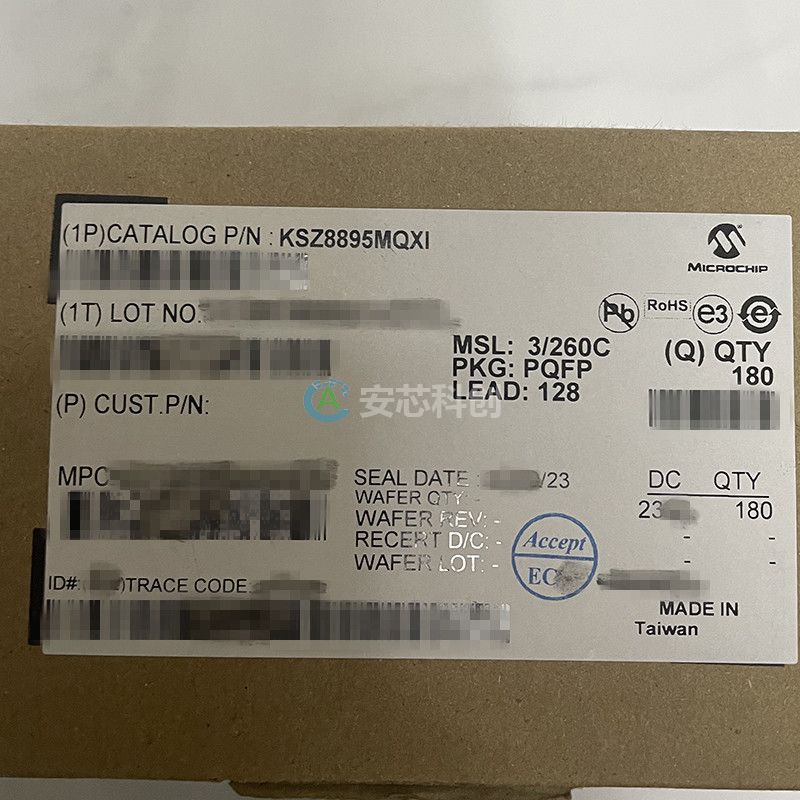 (1P)CATALOG P/N : KSZ8895MQXI
MICROCHIP
(1T) LOT NO.
Pb
RoHS
e3
e
MSL: 3/260C
PKG: PQFP
LEAD: 128
(Q) QTY
180
(P) CUST.P/N:
安芯科创
MPC
SEAL DATE : /23
WAFER QTY: -
WAFER REV: -
RECERT D/C: -
WAFER LOT: -
DC QTY
23 180
- -
- -
Accept
EC
ID#:( )TRACE CODE:
MADE IN
Taiwan